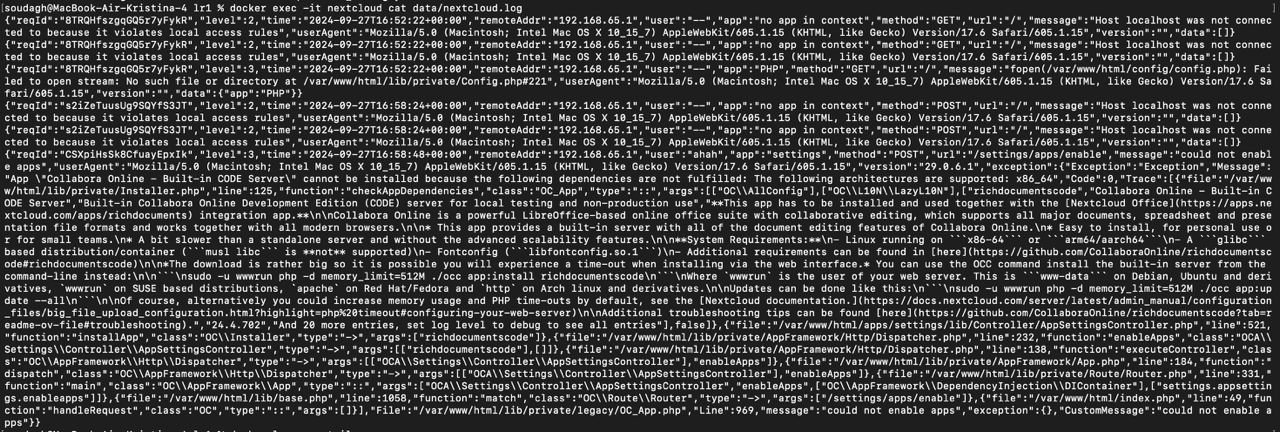 soudagh@MacBook-Air-Kristina-4 lr1 % docker exec -it nextcloud cat data/nextcloud.log
{"reqId":"8TRQHfszgqGQ5r7yFykR","level":2,"time":"2024-09-27T16:52:22+00:00","remoteAddr":"192.168.65.1","user":"--","app":"no app in context","method":"GET","url":"/","message":"Host localhost was not connec
ted to because it violates local access rules","userAgent":"Mozilla/5.0 (Macintosh; Intel Mac OS X 10_15_7) AppleWebKit/605.1.15 (KHTML, like Gecko) Version/17.6 Safari/605.1.15","version":"","data":[]}
{"reqId":"8TRQHfszgqGQ5r7yFykR","level":2,"time":"2024-09-27T16:52:22+00:00","remoteAddr":"192.168.65.1","user":"--","app":"no app in context","method":"GET","url":"/","message":"Host localhost was not connec
ted to because it violates local access rules","userAgent":"Mozilla/5.0 (Macintosh; Intel Mac OS X 10_15_7) AppleWebKit/605.1.15 (KHTML, like Gecko) Version/17.6 Safari/605.1.15","version":"","data":[]}
{"reqId":"8TRQHfszgqGQ5r7yFykR","level":3,"time":"2024-09-27T16:52:22+00:00","remoteAddr":"192.168.65.1","user":"--","app":"PHP","method":"GET","url":"/","message":"fopen(/var/www/html/config/config.php): Fai
led to open stream: No such file or directory at /var/www/html/lib/private/Config.php#221","userAgent":"Mozilla/5.0 (Macintosh; Intel Mac OS X 10_15_7) AppleWebKit/605.1.15 (KHTML, like Gecko) Version/17.6 Sa
fari/605.1.15","version":"","data":{"app":"PHP"}}
{"reqId":"s2iZeTuusUg9SQYfS3JT","level":2,"time":"2024-09-27T16:58:24+00:00","remoteAddr":"192.168.65.1","user":"--","app":"no app in context","method":"POST","url":"/","message":"Host localhost was not conne
cted to because it violates local access rules","userAgent":"Mozilla/5.0 (Macintosh; Intel Mac OS X 10_15_7) AppleWebKit/605.1.15 (KHTML, like Gecko) Version/17.6 Safari/605.1.15","version":"","data":[]}
{"reqId":"s2iZeTuusUg9SQYfS3JT","level":2,"time":"2024-09-27T16:58:24+00:00","remoteAddr":"192.168.65.1","user":"--","app":"no app in context","method":"POST","url":"/","message":"Host localhost was not conne
cted to because it violates local access rules","userAgent":"Mozilla/5.0 (Macintosh; Intel Mac OS X 10_15_7) AppleWebKit/605.1.15 (KHTML, like Gecko) Version/17.6 Safari/605.1.15","version":"","data":[]}
{"reqId":"CSXpiHsSk8CfuayEpxIk","level":3,"time":"2024-09-27T16:58:48+00:00","remoteAddr":"192.168.65.1","user":"ahah","app":"settings","method":"POST","url":"/settings/apps/enable","message":"could not enabl
e apps","userAgent":"Mozilla/5.0 (Macintosh; Intel Mac OS X 10_15_7) AppleWebKit/605.1.15 (KHTML, like Gecko) Version/17.6 Safari/605.1.15","version":"29.0.6.1","exception":{"Exception":"Exception","Message":
"App \"Collabora Online – Built-in CODE Server\" cannot be installed because the following dependencies are not fulfilled: The following architectures are supported: x86_64","Code":0,"Trace":[{"file":"/var/ww
w/html/lib/private/Installer.php","line":125,"function":"checkAppDependencies","class":"OC_App","type":"::","args":[["OC\\AllConfig"],["OC\\L10N\\LazyL10N"],["richdocumentscode","Collabora Online – Built-in C
ODE Server","Built-in Collabora Online Development Edition (CODE) server for local testing and non-production use","**This app has to be installed and used together with the [Nextcloud Office](https://apps.ne
xtcloud.com/apps/richdocuments) integration app.**\n\nCollabora Online is a powerful LibreOffice-based online office suite with collaborative editing, which supports all major documents, spreadsheet and prese
ntation file formats and works together with all modern browsers.\n\n* This app provides a built-in server with all of the document editing features of Collabora Online.\n* Easy to install, for personal use o
r for small teams.\n* A bit slower than a standalone server and without the advanced scalability features.\n\n**System Requirements:**\n- Linux running on ```x86-64``` or ```arm64/aarch64```\n- A ```glibc```
based distribution/container (```musl libc``` is **not** supported)\n- Fontconfig (```libfontconfig.so.1```)\n- Additional requirements can be found in [here](https://github.com/CollaboraOnline/richdocumentsc
ode#richdocumentscode)\n\n*The download is rather big so it is possible you will experience a time-out when installing via the web interface.* You can use the OCC command install the built-in server from the
command-line instead:\n\n\n```\nsudo -u wwwrun php -d memory_limit=512M ./occ app:install richdocumentscode\n```\n\nWhere `wwwrun` is the user of your web server. This is ```www-data``` on Debian, Ubuntu and deri
vatives, `wwwrun` on SUSE based distributions, `apache` on Red Hat/Fedora and `http` on Arch linux and derivatives.\n\nUpdates can be done like this:\n\n```\nsudo -u wwwrun php -d memory_limit=512M ./occ app:up
date --all\n```\n\nOf course, alternatively you could increase memory usage and PHP time-outs by default, see the [Nextcloud documentation.](https://docs.nextcloud.com/server/latest/admin_manual/configuration
_files/big_file_upload_configuration.html?highlight=php%20timeout#configuring-your-web-server)\n\nAdditional troubleshooting tips can be found [here](https://github.com/CollaboraOnline/richdocumentscode?tab=r
eadme-ov-file#troubleshooting).","24.4.702","And 20 more entries, set log level to debug to see all entries"],false]},{"file":"/var/www/html/apps/settings/lib/Controller/AppSettingsController.php","line":521,
"function":"installApp","class":"OC\\Installer","type":"->","args":["richdocumentscode"]},{"file":"/var/www/html/lib/private/AppFramework/Http/Dispatcher.php","line":232,"function":"enableApps","class":"OCA\\
Settings\\Controller\\AppSettingsController","type":"->","args":[["richdocumentscode"],[]]},{"file":"/var/www/html/lib/private/AppFramework/Http/Dispatcher.php","line":138,"function":"executeController","clas
s":"OC\\AppFramework\\Http\\Dispatcher","type":"->","args":[["OCA\\Settings\\Controller\\AppSettingsController"],"enableApps"]},{"file":"/var/www/html/lib/private/AppFramework/App.php","line":184,"function":"
dispatch","class":"OC\\AppFramework\\Http\\Dispatcher","type":"->","args":[["OCA\\Settings\\Controller\\AppSettingsController"],"enableApps"]},{"file":"/var/www/html/lib/private/Route/Router.php","line":331,"
function":"main","class":"OC\\AppFramework\\App","type":"::","args":["OCA\\Settings\\Controller\\AppSettingsController","enableApps",["OC\\AppFramework\\DependencyInjection\\DIContainer"],["settings.appsettin
gs.enableapps"]]},{"file":"/var/www/html/lib/base.php","line":1058,"function":"match","class":"OC\\Route\\Router","type":"->","args":["/settings/apps/enable"]},{"file":"/var/www/html/index.php","line":49,"fun
ction":"handleRequest","class":"OC","type":"::","args":[]}],"File":"/var/www/html/lib/private/legacy/OC_App.php","Line":969,"message":"could not enable apps","exception":{},"CustomMessage":"could not enable a
pps"}}